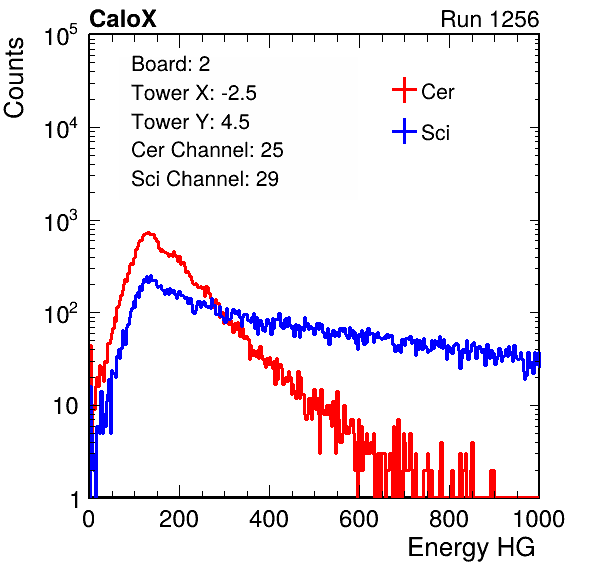 CaloX Run 1256
10^5
Counts
Board: 2
Tower X: -2.5
Tower Y: 4.5
Cer Channel: 25
Sci Channel: 29
Cer
Sci
10^4
10^3
10^2
10
1
0 200 400 600 800 1000
Energy HG